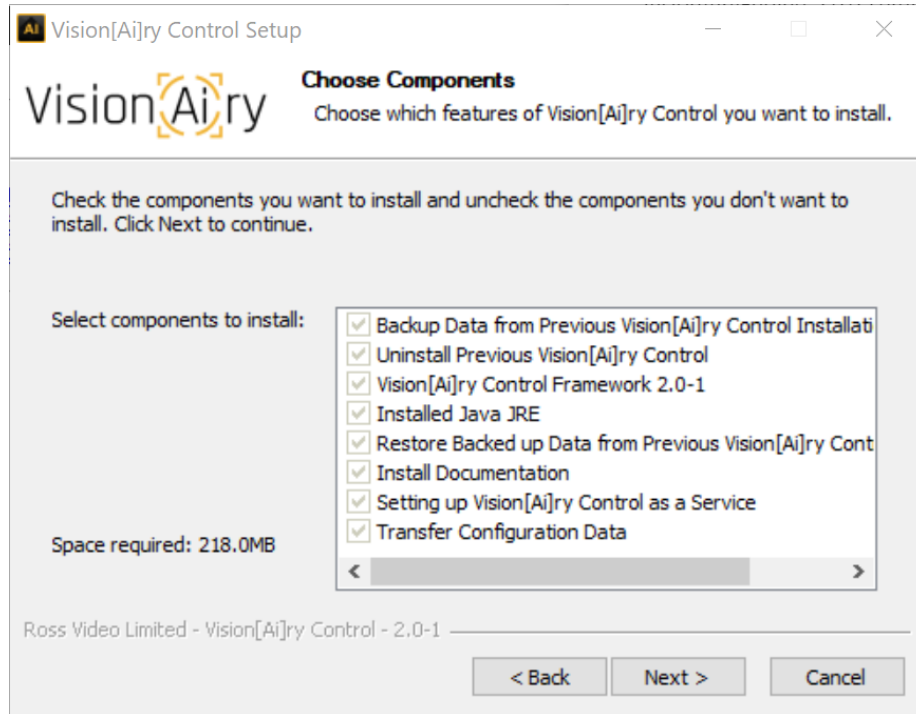 Ai Vision[Ai]ry Control Setup
Vision[Ai]ry
Choose Components
Choose which features of Vision[Ai]ry Control you want to install.
Check the components you want to install and uncheck the components you don't want to
install. Click Next to continue.
Select components to install:
Backup Data from Previous Vision[Ai]ry Control Installati
Uninstall Previous Vision[Ai]ry Control
Vision[Ai]ry Control Framework 2.0-1
Installed Java JRE
Restore Backed up Data from Previous Vision[Ai]ry Cont
Install Documentation
Setting up Vision[Ai]ry Control as a Service
Transfer Configuration Data
Space required: 218.0MB
Ross Video Limited - Vision[Ai]ry Control - 2.0-1
< Back
Next >
Cancel